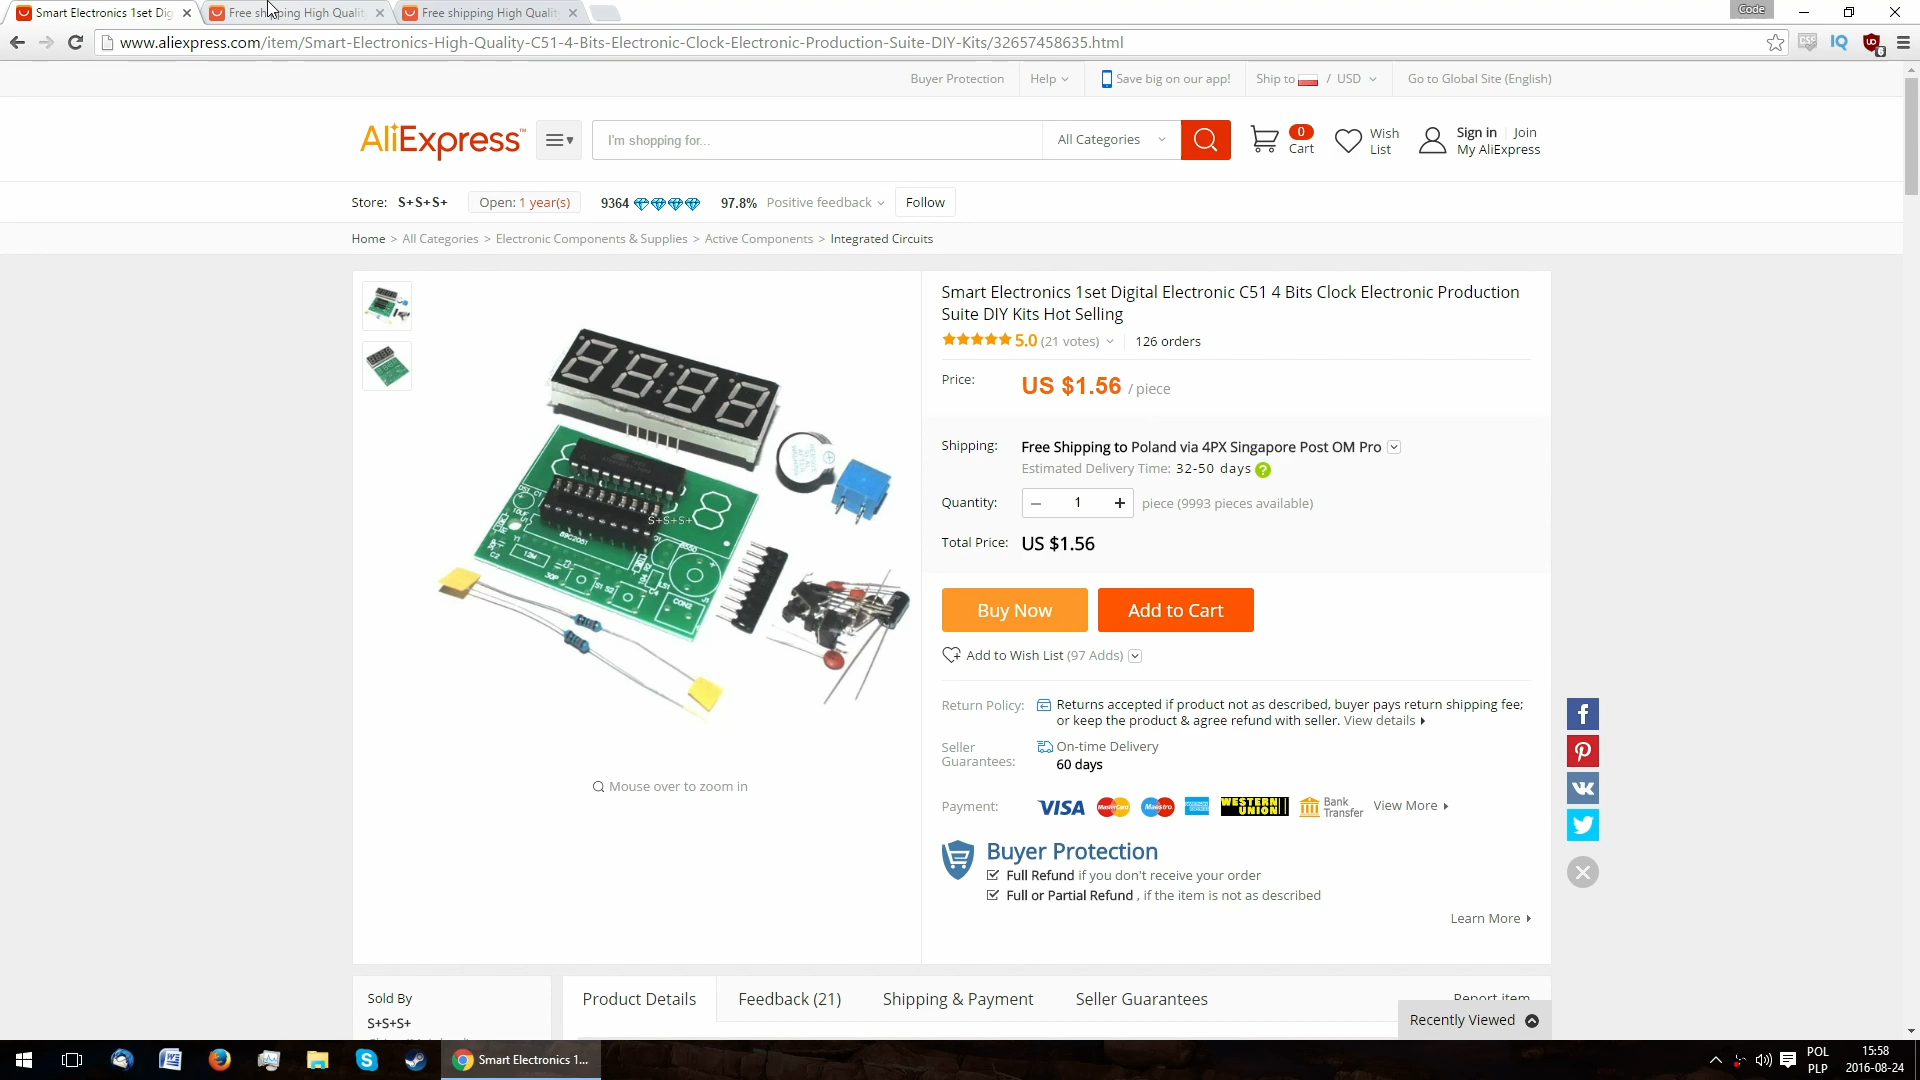 Smart Electronics 1set Dig
Free shipping High Qualit
Free shipping High Qualit
Code
www.aliexpress.com/item/Smart-Electronics-High-Quality-C51-4-Bits-Electronic-Clock-Electronic-Production-Suite-DIY-Kits/32657458635.html
Buyer Protection
Help
Save big on our app!
Ship to / USD
Go to Global Site (English)
AliExpress™
I'm shopping for...
All Categories
0
Cart
Wish
List
Sign in | Join
My AliExpress
Store: S+S+S+
Open: 1 year(s)
9364
97.8% Positive feedback
Follow
Home > All Categories > Electronic Components & Supplies > Active Components > Integrated Circuits
Smart Electronics 1set Digital Electronic C51 4 Bits Clock Electronic Production
Suite DIY Kits Hot Selling
5.0 (21 votes)
126 orders
Price: US $1.56 / piece
Shipping: Free Shipping to Poland via 4PX Singapore Post OM Pro
Estimated Delivery Time: 32-50 days ?
Quantity: − 1 + piece (9993 pieces available)
Total Price: US $1.56
Buy Now
Add to Cart
Add to Wish List (97 Adds)
Return Policy: Returns accepted if product not as described, buyer pays return shipping fee;
or keep the product & agree refund with seller. View details
Seller
Guarantees:
On-time Delivery
60 days
Payment: VISA MasterCard Maestro WESTERN UNION Bank Transfer View More
Buyer Protection
Full Refund if you don't receive your order
Full or Partial Refund , if the item is not as described
Learn More
S+S+S+
89C2051
12M
CON2
Mouse over to zoom in
Sold By
S+S+S+
Product Details
Feedback (21)
Shipping & Payment
Seller Guarantees
Report item
Recently Viewed
Smart Electronics 1...
POL
PLP
15:58
2016-08-24